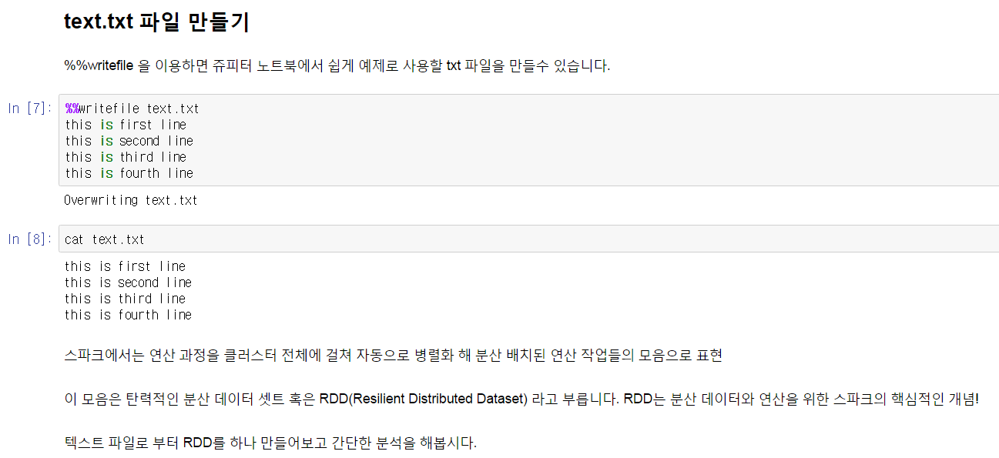 text.txt 파일 만들기
%%writefile 을 이용하면 쥬피터 노트북에서 쉽게 예제로 사용할 txt 파일을 만들수 있습니다.
In [7]: %%writefile text.txt
this is first line
this is second line
this is third line
this is fourth line
Overwriting text.txt
In [8]: cat text.txt
this is first line
this is second line
this is third line
this is fourth line
스파크에서는 연산 과정을 클러스터 전체에 걸쳐 자동으로 병렬화 해 분산 배치된 연산 작업들의 모음으로 표현
이 모음은 탄력적인 분산 데이터 셋트 혹은 RDD(Resilient Distributed Dataset) 라고 부릅니다. RDD는 분산 데이터와 연산을 위한 스파크의 핵심적인 개념!
텍스트 파일로 부터 RDD를 하나 만들어보고 간단한 분석을 해봅시다.